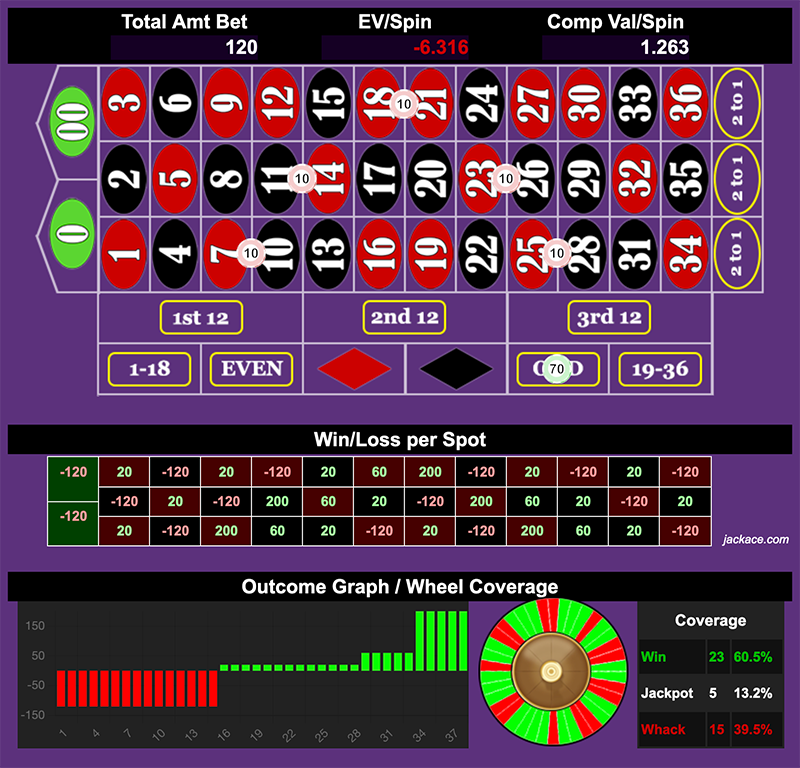 Total Amt Bet EV/Spin Comp Val/Spin
120 -6.316 1.263
00 3 6 9 12 15 18 10 21 24 27 30 33 36 2 to 1
2 5 8 11 10 14 17 20 23 10 26 29 32 35 2 to 1
0 1 4 7 10 10 13 16 19 22 25 10 28 31 34 2 to 1
1st 12 2nd 12 3rd 12
1-18 EVEN 70 19-36
Win/Loss per Spot
-120 20 -120 20 -120 20 60 200 -120 20 -120 20 -120
-120 20 -120 200 60 20 -120 200 60 20 -120 20
-120 20 -120 200 60 20 -120 20 -120 200 60 20 -120
jackace.com
Outcome Graph / Wheel Coverage
150
50
-50
-150
1 4 7 10 13 16 19 22 25 28 31 34 37
Coverage
Win 23 60.5%
Jackpot 5 13.2%
Whack 15 39.5%